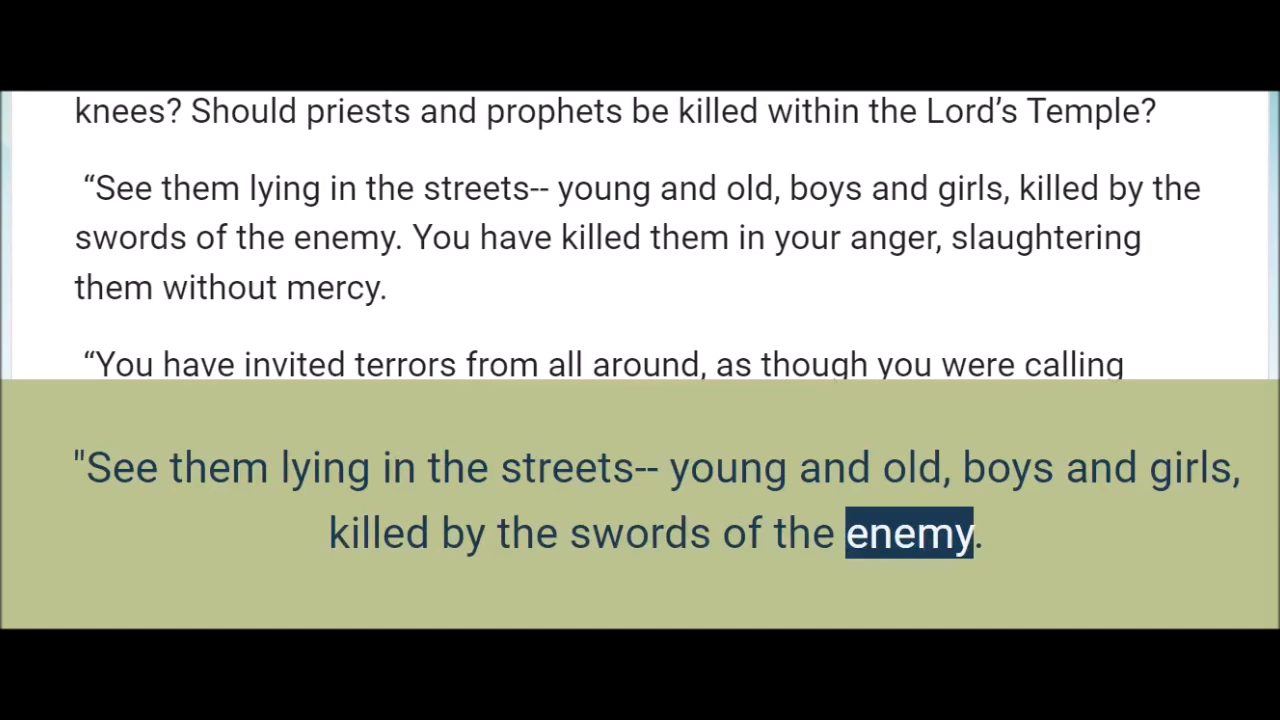 knees? Should priests and prophets be killed within the Lord’s Temple?
“See them lying in the streets-- young and old, boys and girls, killed by the
swords of the enemy. You have killed them in your anger, slaughtering
them without mercy.
“You have invited terrors from all around, as though you were calling
"See them lying in the streets-- young and old, boys and girls,
killed by the swords of the enemy.